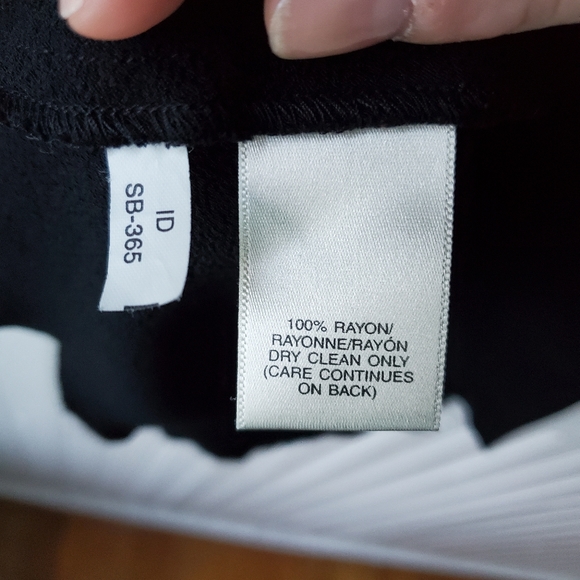 ID
SB-365
100% RAYON/
RAYONNE/RAYÓN
DRY CLEAN ONLY
(CARE CONTINUES
ON BACK)